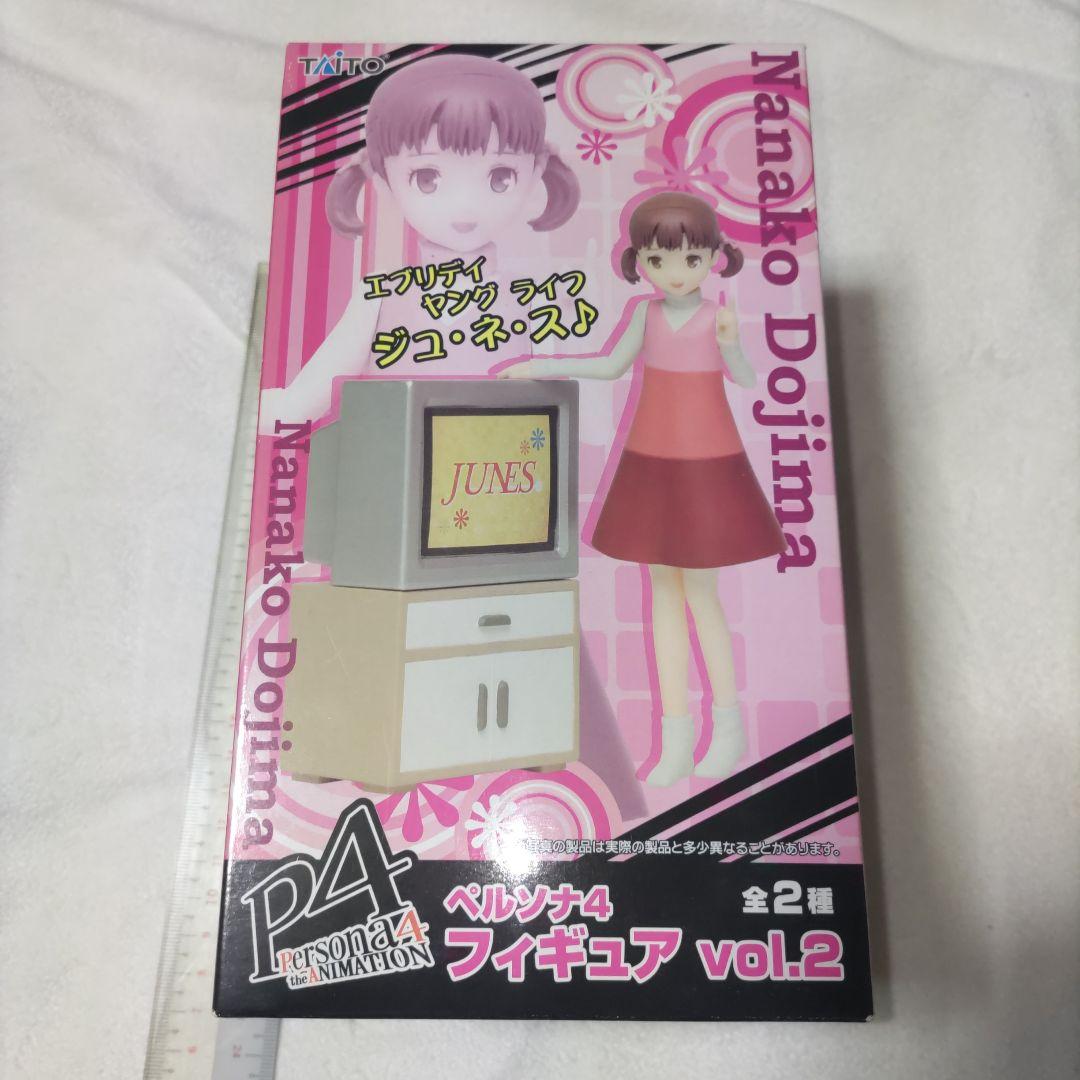 TAITO
Nanako Dojima
エブリデイ
ヤング ライフ
ジュ・ネ・ス♪
JUNES
Nanako Dojima
写真の製品は実際の製品と多少異なることがあります。
P4
Persona4
the ANIMATION
ペルソナ4
全2種
フィギュア vol.2
24